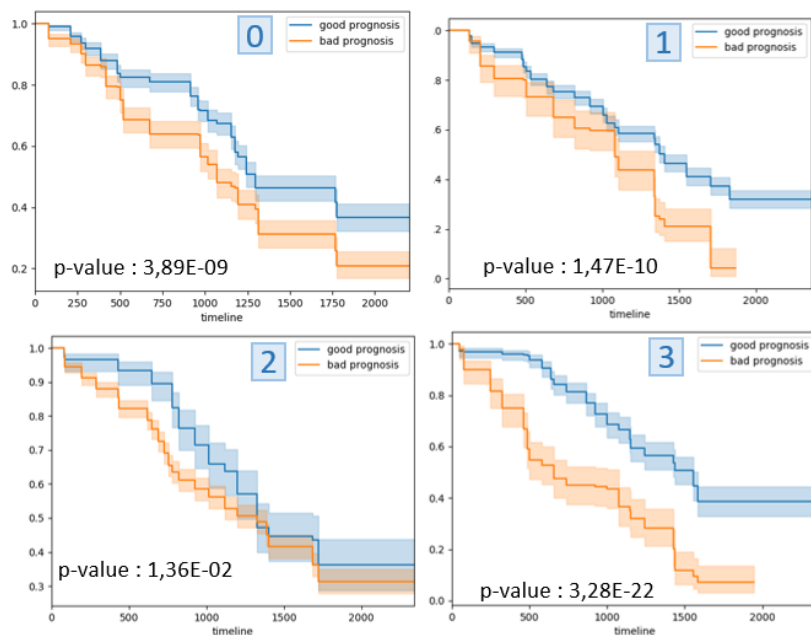 0
good prognosis
bad prognosis
1.0
0.8
0.6
0.4
0.2
p-value : 3,89E-09
0 250 500 750 1000 1250 1500 1750 2000
timeline
1
good prognosis
bad prognosis
.0
.8
.6
.4
.2
.0
p-value : 1,47E-10
0 500 1000 1500 2000
timeline
2
good prognosis
bad prognosis
1.0
0.9
0.8
0.7
0.6
0.5
0.4
0.3
p-value : 1,36E-02
0 500 1000 1500 2000
timeline
3
good prognosis
bad prognosis
1.0
0.8
0.6
0.4
0.2
0.0
p-value : 3,28E-22
0 500 1000 1500 2000
timeline